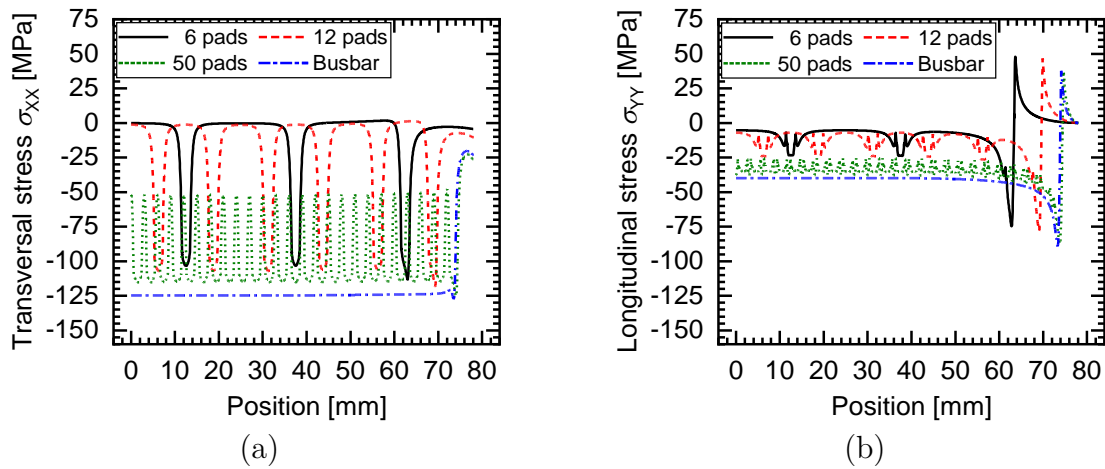 Transversal stress σXX [MPa]
75
50
25
0
-25
-50
-75
-100
-125
-150
6 pads
12 pads
50 pads
Busbar
0 10 20 30 40 50 60 70 80
Position [mm]
(a)
Longitudinal stress σYY [MPa]
75
50
25
0
-25
-50
-75
-100
-125
-150
6 pads
12 pads
50 pads
Busbar
0 10 20 30 40 50 60 70 80
Position [mm]
(b)